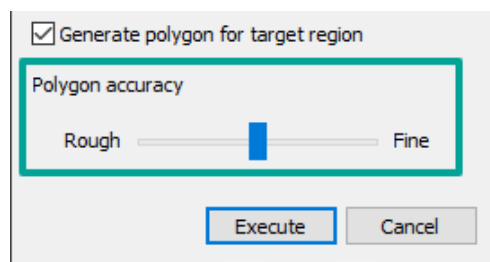 Generate polygon for target region
Polygon accuracy
Rough Fine
Execute Cancel